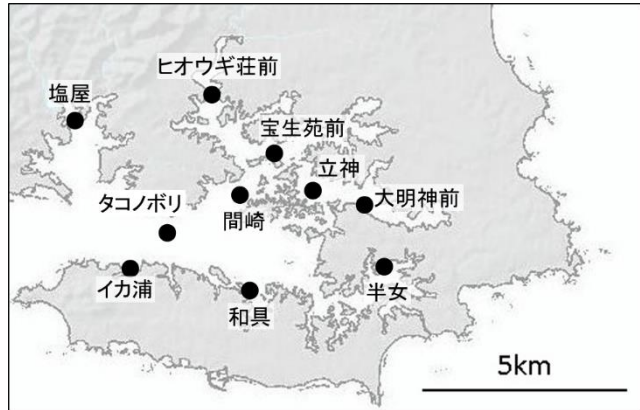 ヒオウギ荘前
塩屋
宝生苑前
立神
タコノボリ
大明神前
間崎
イカ浦
半女
和具
5km